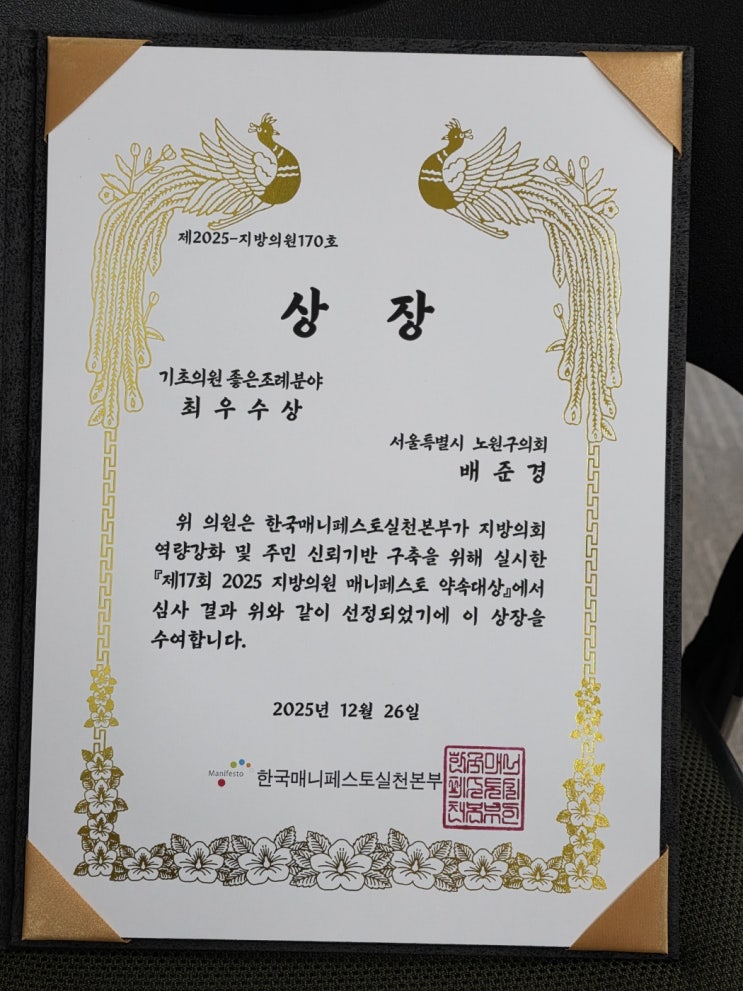 제2025-지방의원170호
상 장
기초의원 좋은조례분야
최우수상
서울특별시 노원구의회
배준경
위 의원은 한국매니페스토실천본부가 지방의회
역량강화 및 주민 신뢰기반 구축을 위해 실시한
『제17회 2025 지방의원 매니페스토 약속대상』에서
심사 결과 위와 같이 선정되었기에 이 상장을
수여합니다.
2025년 12월 26일
Manifesto 한국매니페스토실천본부